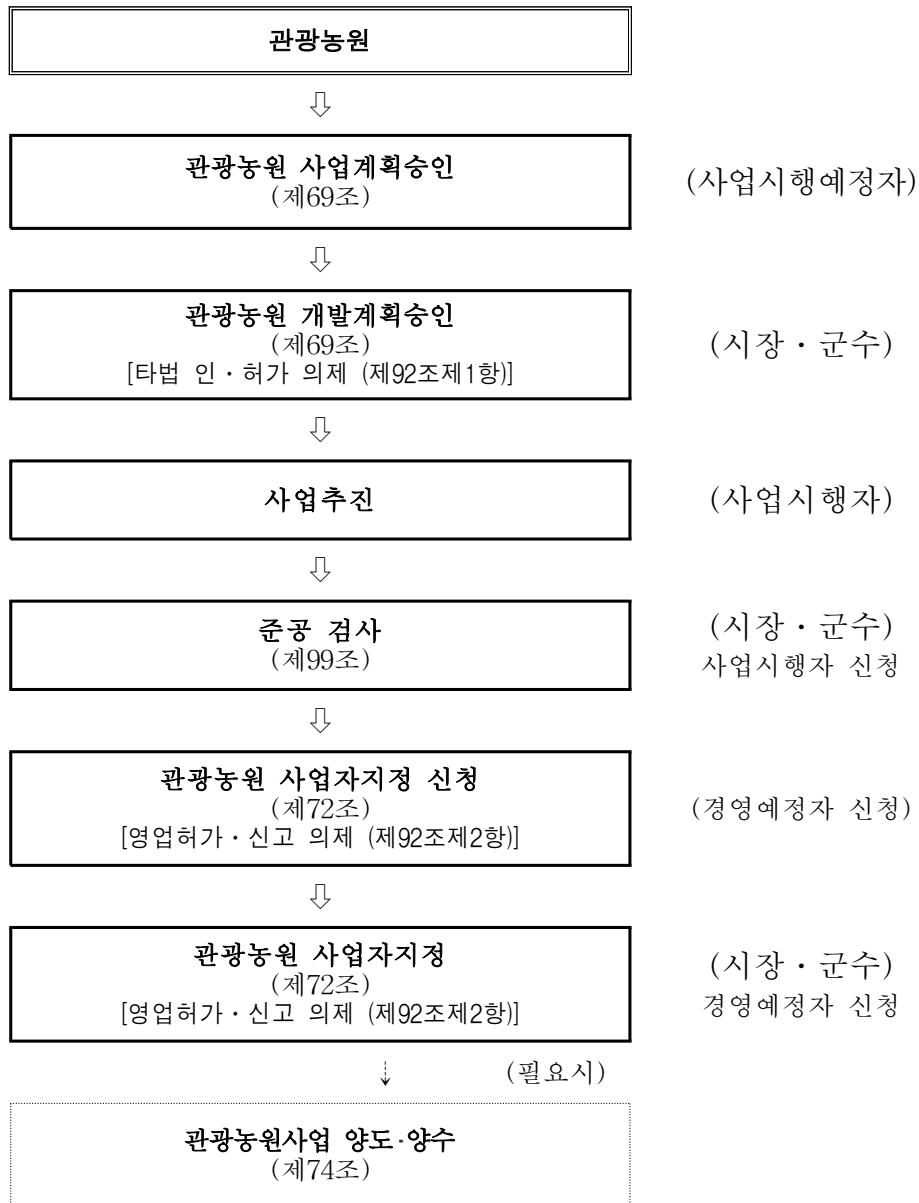 관광농원
⇩
관광농원 사업계획승인
(제69조)
(사업시행예정자)
⇩
관광농원 개발계획승인
(제69조)
[타법 인・허가 의제 (제92조제1항)]
(시장・군수)
⇩
사업추진
(사업시행자)
⇩
준공 검사
(제99조)
(시장・군수)
사업시행자 신청
⇩
관광농원 사업자지정 신청
(제72조)
[영업허가・신고 의제 (제92조제2항)]
(경영예정자 신청)
⇩
관광농원 사업자지정
(제72조)
[영업허가・신고 의제 (제92조제2항)]
(시장・군수)
경영예정자 신청
⇣ (필요시)
관광농원사업 양도·양수
(제74조)